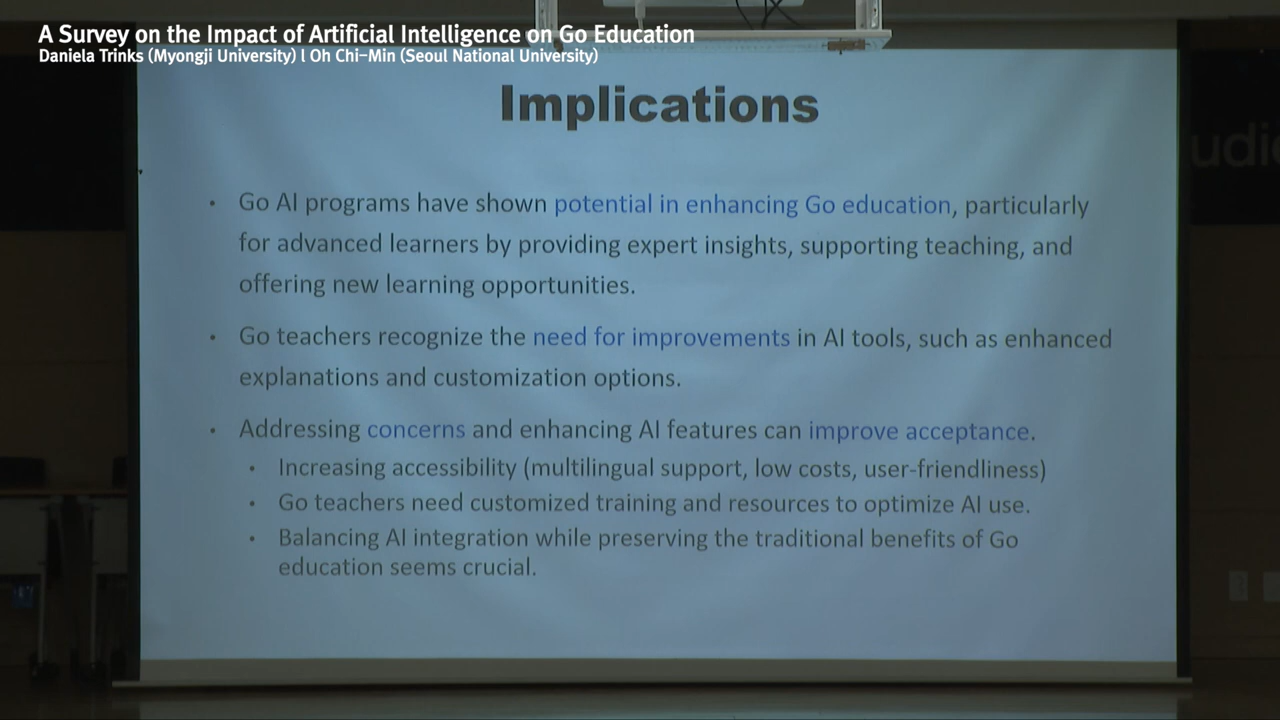 A Survey on the Impact of Artificial Intelligence on Go Education
Daniela Trinks (Myongji University) l Oh Chi-Min (Seoul National University)
Implications
• Go AI programs have shown potential in enhancing Go education, particularly
for advanced learners by providing expert insights, supporting teaching, and
offering new learning opportunities.
• Go teachers recognize the need for improvements in AI tools, such as enhanced
explanations and customization options.
• Addressing concerns and enhancing AI features can improve acceptance.
• Increasing accessibility (multilingual support, low costs, user-friendliness)
• Go teachers need customized training and resources to optimize AI use.
• Balancing AI integration while preserving the traditional benefits of Go
education seems crucial.